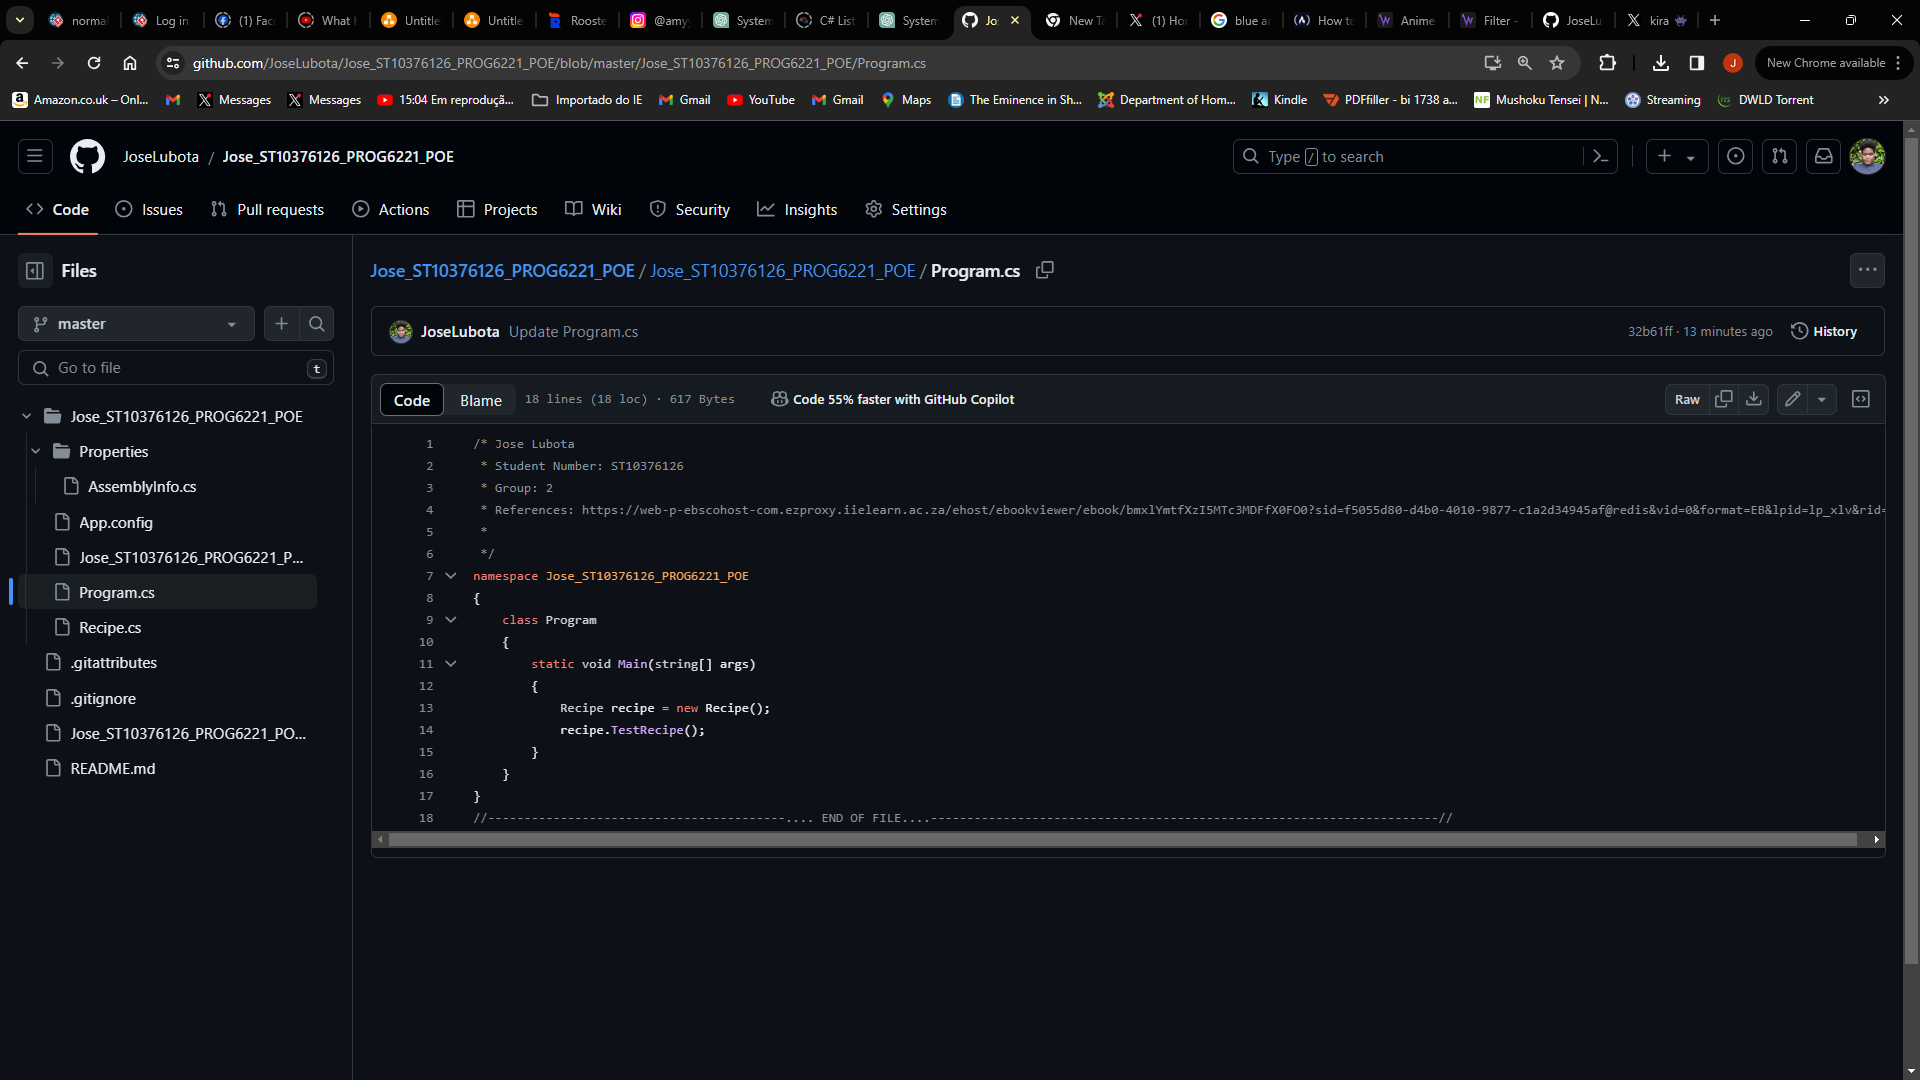 normal
Log in
(1) Fac
What H
Untitle
Untitle
Rooste
@amy
System
C# List
System
Jo
New Ta
(1) Ho
blue a
How to
Anime
Filter -
JoseLu
kira
github.com/JoseLubota/Jose_ST10376126_PROG6221_POE/blob/master/Jose_ST10376126_PROG6221_POE/Program.cs
J
New Chrome available
Amazon.co.uk – Onl...
Messages
Messages
15:04 Em reproduçã...
Importado do IE
Gmail
YouTube
Gmail
Maps
The Eminence in Sh...
Department of Hom...
Kindle
PDFfiller - bi 1738 a...
Mushoku Tensei | N...
Streaming
DWLD Torrent
JoseLubota / Jose_ST10376126_PROG6221_POE
Type / to search
Code
Issues
Pull requests
Actions
Projects
Wiki
Security
Insights
Settings
Files
Jose_ST10376126_PROG6221_POE / Jose_ST10376126_PROG6221_POE / Program.cs
master
JoseLubota Update Program.cs
32b61ff · 13 minutes ago
History
Go to file
t
Code
Blame
18 lines (18 loc) · 617 Bytes
Code 55% faster with GitHub Copilot
Raw
Jose_ST10376126_PROG6221_POE
Properties
AssemblyInfo.cs
App.config
Jose_ST10376126_PROG6221_P...
Program.cs
Recipe.cs
.gitattributes
.gitignore
Jose_ST10376126_PROG6221_PO...
README.md
1 /* Jose Lubota
2 * Student Number: ST10376126
3 * Group: 2
4 * References: https://web-p-ebscohost-com.ezproxy.iielearn.ac.za/ehost/ebookviewer/ebook/bmxlYmtfXzI5MTc3MDFfX0FO0?sid=f5055d80-d4b0-4010-9877-c1a2d34945af@redis&vid=0&format=EB&lpid=lp_xlv&rid=
5 *
6 */
7 namespace Jose_ST10376126_PROG6221_POE
8 {
9 class Program
10 {
11 static void Main(string[] args)
12 {
13 Recipe recipe = new Recipe();
14 recipe.TestRecipe();
15 }
16 }
17 }
18 //-----------------------------------------.... END OF FILE....----------------------------------------------------------------------//